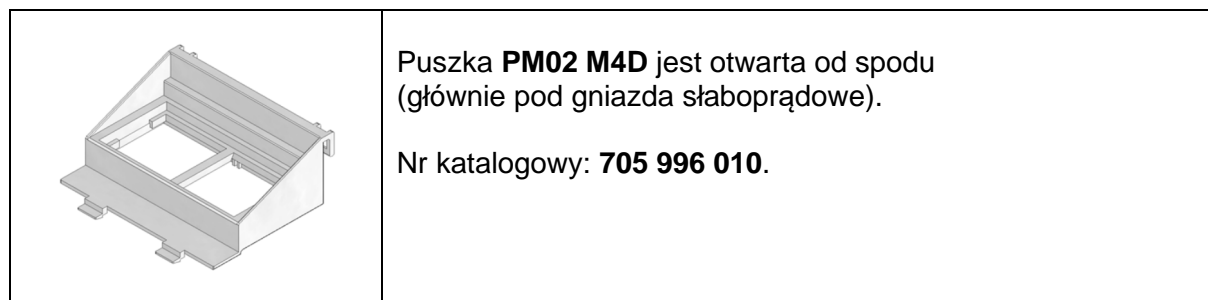 Puszka PM02 M4D jest otwarta od spodu
(głównie pod gniazda słaboprądowe).
Nr katalogowy: 705 996 010.